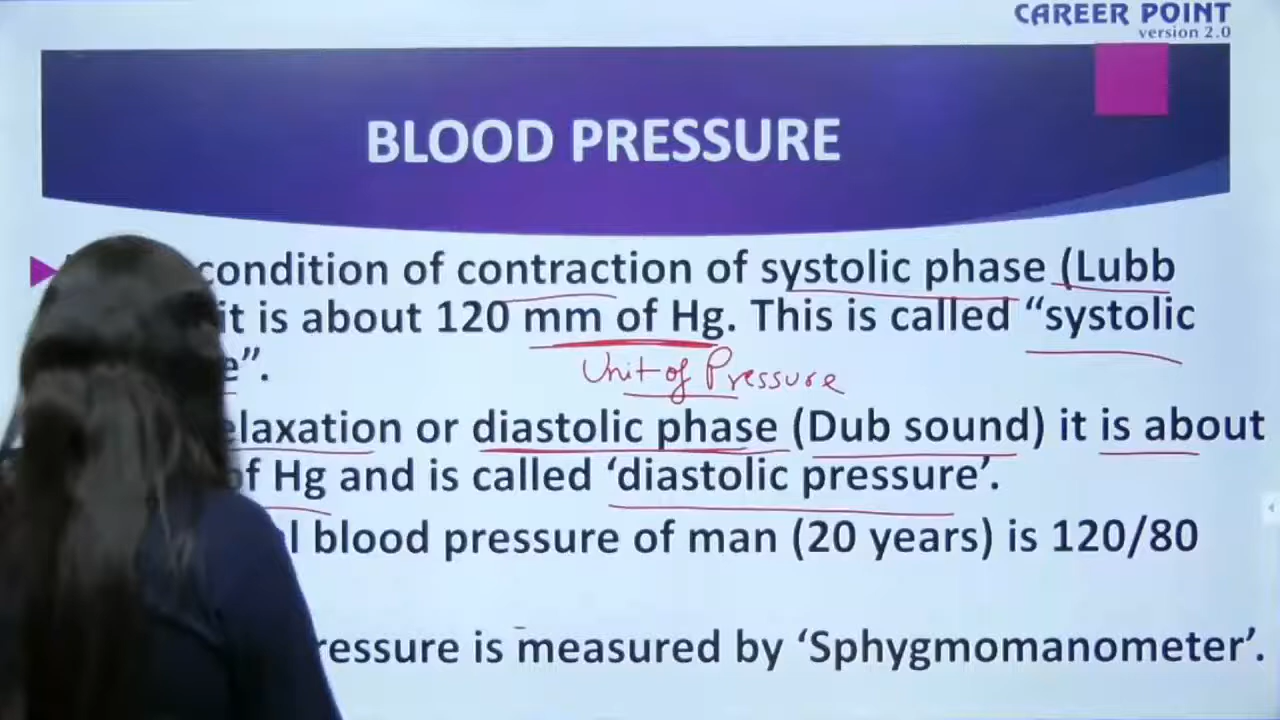 CAREER POINT
version 2.0
BLOOD PRESSURE
condition of contraction of systolic phase (Lubb
it is about 120 mm of Hg. This is called “systolic
e”.
Unit of Pressure
elaxation or diastolic phase (Dub sound) it is about
of Hg and is called ‘diastolic pressure’.
l blood pressure of man (20 years) is 120/80
ressure is measured by ‘Sphygmomanometer’.